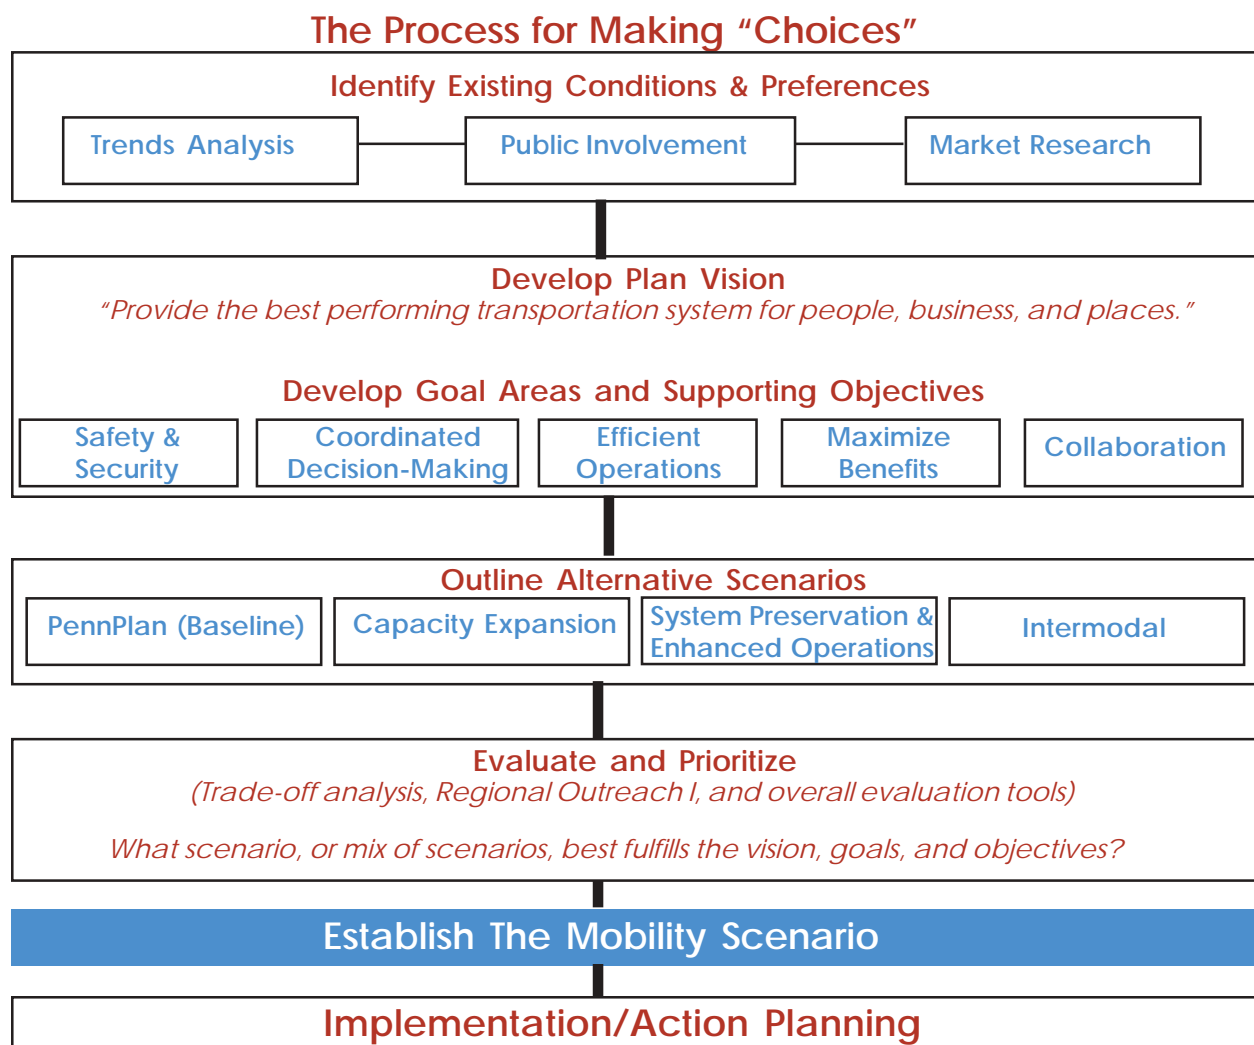 The Process for Making “Choices”
Identify Existing Conditions & Preferences
Trends Analysis
Public Involvement
Market Research
Develop Plan Vision
“Provide the best performing transportation system for people, business, and places.”
Develop Goal Areas and Supporting Objectives
Safety &
Security
Coordinated
Decision-Making
Efficient
Operations
Maximize
Benefits
Collaboration
Outline Alternative Scenarios
PennPlan (Baseline)
Capacity Expansion
System Preservation &
Enhanced Operations
Intermodal
Evaluate and Prioritize
(Trade-off analysis, Regional Outreach I, and overall evaluation tools)
What scenario, or mix of scenarios, best fulfills the vision, goals, and objectives?
Establish The Mobility Scenario
Implementation/Action Planning